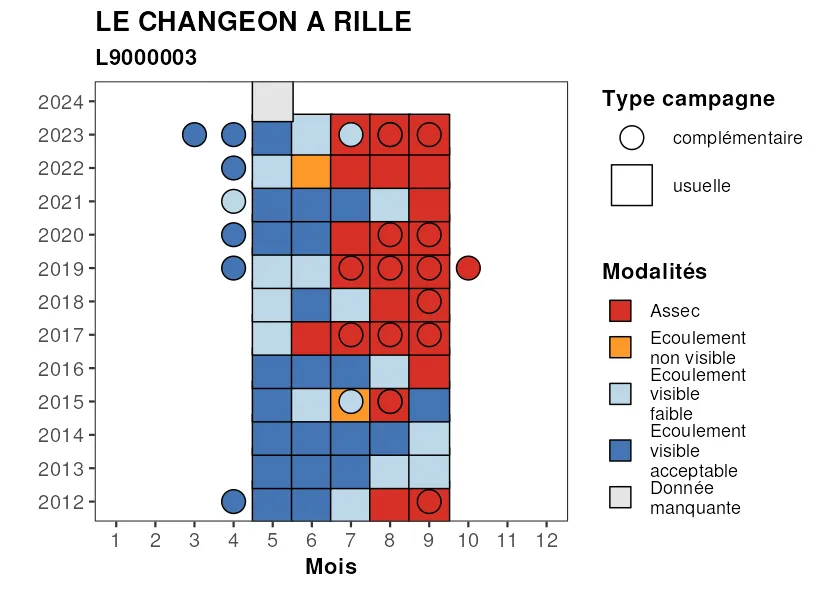 LE CHANGEON A RILLE
L9000003
2024
2023
2022
2021
2020
2019
2018
2017
2016
2015
2014
2013
2012
1 2 3 4 5 6 7 8 9 10 11 12
Mois
Type campagne
complémentaire
usuelle
Modalités
Assec
Ecoulement
non visible
Ecoulement
visible
faible
Ecoulement
visible
acceptable
Donnée
manquante